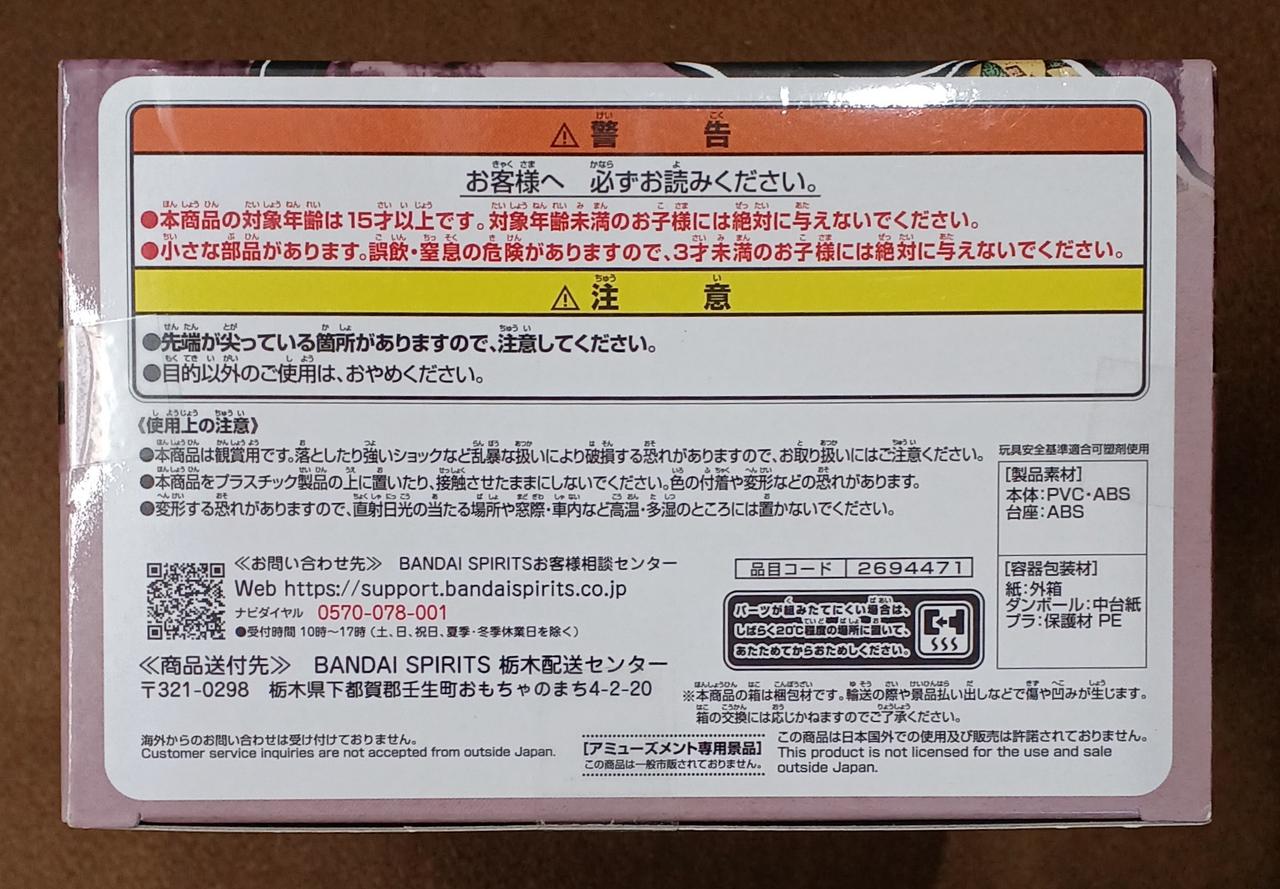 ⚠警告
お客様へ 必ずお読みください。
●本商品の対象年齢は15才以上です。対象年齢未満のお子様には絶対に与えないでください。
●小さな部品があります。誤飲・窒息の危険がありますので、3才未満のお子様には絶対に与えないでください。
⚠注意
●先端が尖っている箇所がありますので、注意してください。
●目的以外のご使用は、おやめください。
《使用上の注意》
●本商品は観賞用です。落としたり強いショックなど乱暴な扱いにより破損する恐れがありますので、お取り扱いにはご注意ください。
●本商品をプラスチック製品の上に置いたり、接触させたままにしないでください。色の付着や変形などの恐れがあります。
●変形する恐れがありますので、直射日光の当たる場所や窓際・車内など高温・多湿のところには置かないでください。
玩具安全基準適合可塑剤使用
[製品素材]
本体:PVC・ABS
台座:ABS
[容器包装材]
紙:外箱
ダンボール:中台紙
プラ:保護材 PE
≪お問い合わせ先≫ BANDAI SPIRITSお客様相談センター
Web https://support.bandaispirits.co.jp
ナビダイヤル 0570-078-001
●受付時間 10時〜17時(土、日、祝日、夏季・冬季休業日を除く)
≪商品送付先≫ BANDAI SPIRITS 栃木配送センター
〒321-0298 栃木県下都賀郡壬生町おもちゃのまち4-2-20
品目コード 2694471
パーツが組みたてにくい場合は、
しばらく20℃程度の場所に置いて、
あたためてからおためしください。
※本商品の箱は梱包材です。輸送の際や景品払い出しなどで傷や凹みが生じます。
箱の交換には応じかねますのでご了承ください。
海外からのお問い合わせは受け付けておりません。
Customer service inquiries are not accepted from outside Japan.
[アミューズメント専用景品]
この商品は一般市販されておりません。
この商品は日本国外での使用及び販売は許諾されておりません。
This product is not licensed for the use and sale
outside Japan.